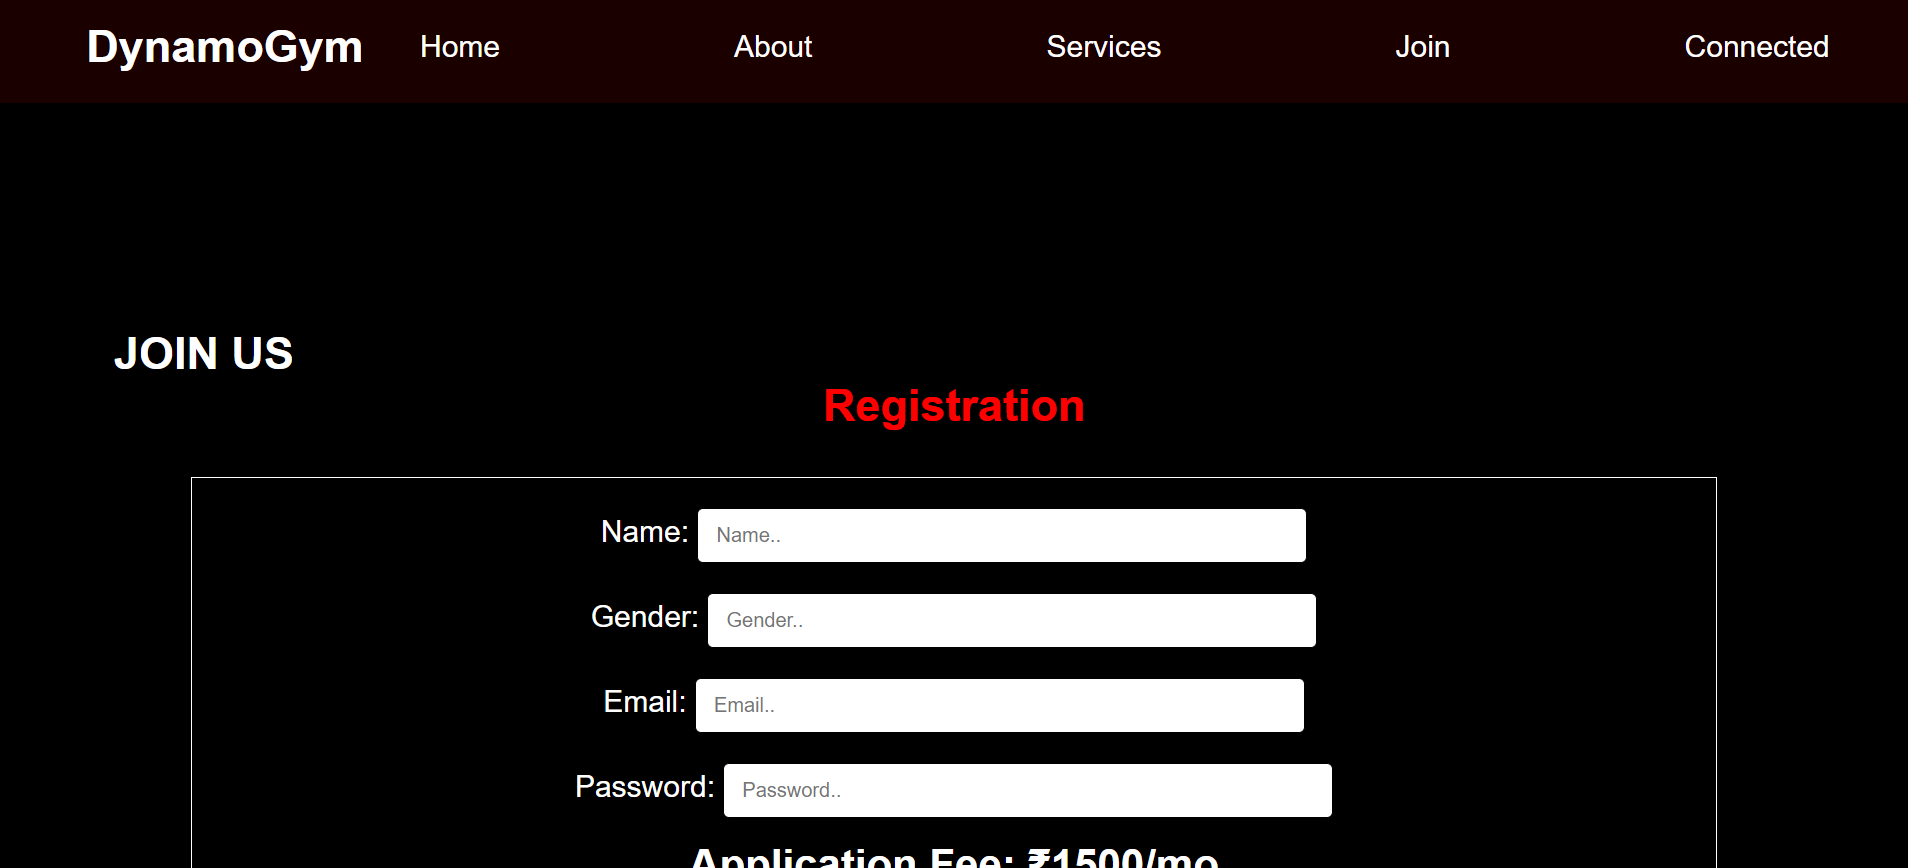 DynamoGym Home About Services Join Connected
JOIN US
Registration
Name: Name..
Gender: Gender..
Email: Email..
Password: Password..
Application Fee: ₹1500/mo